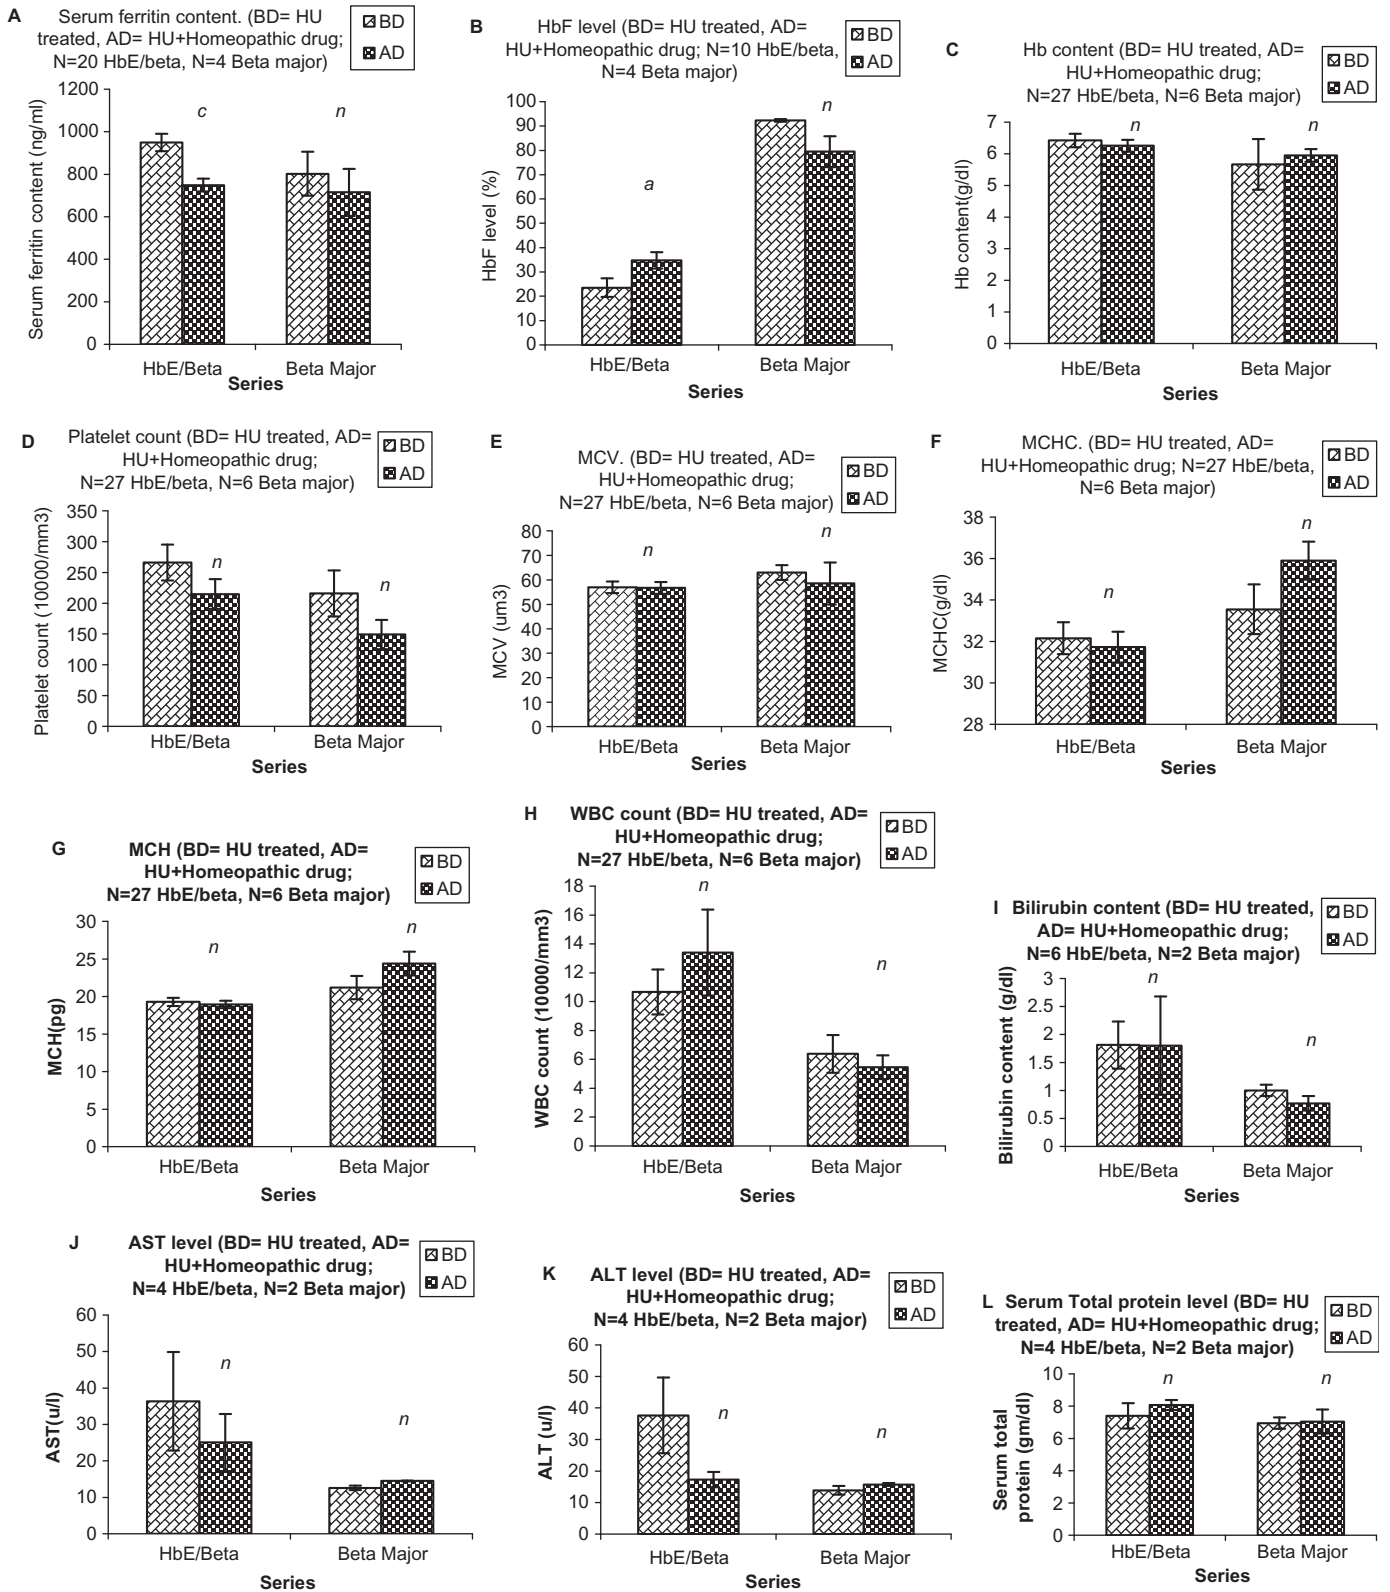 A
Serum ferritin content. (BD= HU
treated, AD= HU+Homeopathic drug;
N=20 HbE/beta, N=4 Beta major)
BD
AD
Serum ferritin content (ng/ml)
1200
1000
800
600
400
200
0
c
n
HbE/Beta
Beta Major
Series
B
HbF level (BD= HU treated, AD=
HU+Homeopathic drug; N=10 HbE/beta,
N=4 Beta major)
BD
AD
HbF level (%)
100
90
80
70
60
50
40
30
20
10
0
a
n
HbE/Beta
Beta Major
Series
C
Hb content (BD= HU treated, AD=
HU+Homeopathic drug;
N=27 HbE/beta, N=6 Beta major)
BD
AD
Hb content(g/dl)
7
6
5
4
3
2
1
0
n
n
HbE/Beta
Beta Major
Series
D
Platelet count (BD= HU treated, AD=
HU+Homeopathic drug;
N=27 HbE/beta, N=6 Beta major)
BD
AD
Platelet count (10000/mm3)
350
300
250
200
150
100
50
0
n
n
HbE/Beta
Beta Major
Series
E
MCV. (BD= HU treated, AD=
HU+Homeopathic drug;
N=27 HbE/beta, N=6 Beta major)
BD
AD
MCV (um3)
80
70
60
50
40
30
20
10
0
n
n
HbE/Beta
Beta Major
Series
F
MCHC. (BD= HU treated, AD=
HU+Homeopathic drug; N=27 HbE/beta,
N=6 Beta major)
BD
AD
MCHC(g/dl)
38
36
34
32
30
28
n
n
HbE/Beta
Beta Major
Series
G
MCH (BD= HU treated, AD=
HU+Homeopathic drug;
N=27 HbE/beta, N=6 Beta major)
BD
AD
MCH(pg)
30
25
20
15
10
5
0
n
n
HbE/Beta
Beta Major
Series
H
WBC count (BD= HU treated, AD=
HU+Homeopathic drug;
N=27 HbE/beta, N=6 Beta major)
BD
AD
WBC count (10000/mm3)
18
16
14
12
10
8
6
4
2
0
n
n
HbE/Beta
Beta Major
Series
I
Bilirubin content (BD= HU treated,
AD= HU+Homeopathic drug;
N=6 HbE/beta, N=2 Beta major)
BD
AD
Bilirubin content (g/dl)
3
2.5
2
1.5
1
0.5
0
n
n
HbE/Beta
Beta Major
Series
J
AST level (BD= HU treated, AD=
HU+Homeopathic drug;
N=4 HbE/beta, N=2 Beta major)
BD
AD
AST(u/l)
60
50
40
30
20
10
0
n
n
HbE/Beta
Beta Major
Series
K
ALT level (BD= HU treated, AD=
HU+Homeopathic drug;
N=4 HbE/beta, N=2 Beta major)
BD
AD
ALT (u/l)
60
50
40
30
20
10
0
n
n
HbE/Beta
Beta Major
Series
L
Serum Total protein level (BD= HU
treated, AD= HU+Homeopathic drug;
N=4 HbE/beta, N=2 Beta major)
BD
AD
Serum total
protein (gm/dl)
10
8
6
4
2
0
n
n
HbE/Beta
Beta Major
Series